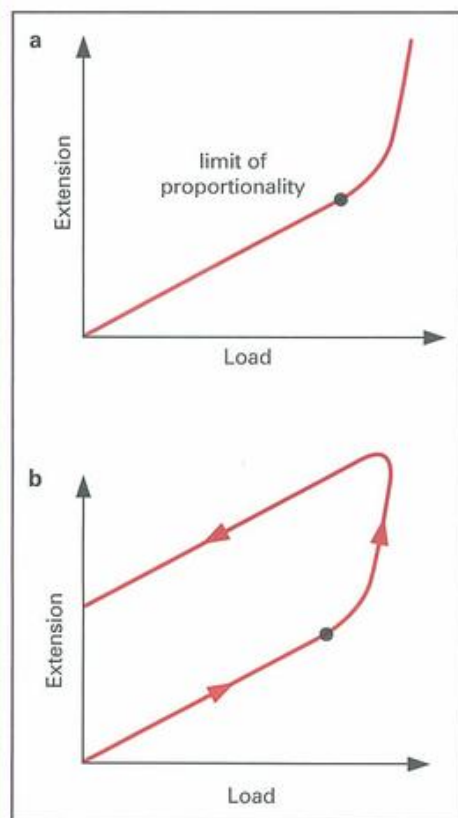 a
limit of
proportionality
Extension
Load
b
Extension
Load